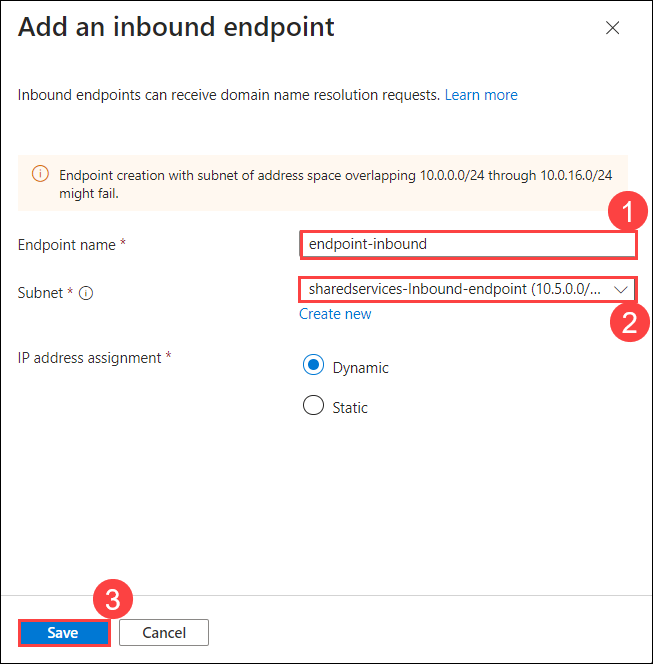 Add an inbound endpoint
Inbound endpoints can receive domain name resolution requests. Learn more
Endpoint creation with subnet of address space overlapping 10.0.0.0/24 through 10.0.16.0/24
might fail.
1
Endpoint name *
endpoint-inbound
Subnet *
sharedservices-Inbound-endpoint (10.5.0.0/...
Create new
2
IP address assignment *
Dynamic
Static
3
Save
Cancel